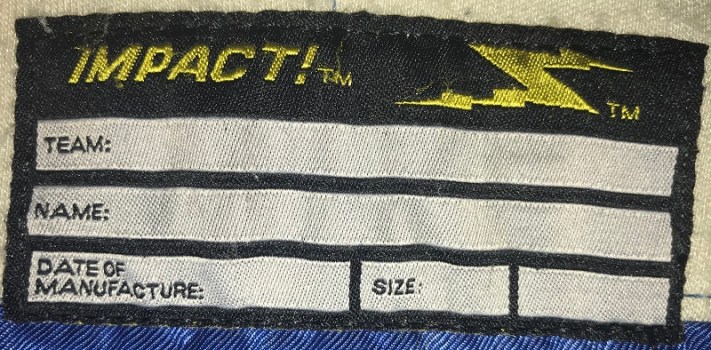 IMPACT!™ ™
TEAM:
NAME:
DATE OF
MANUFACTURE:
SIZE: